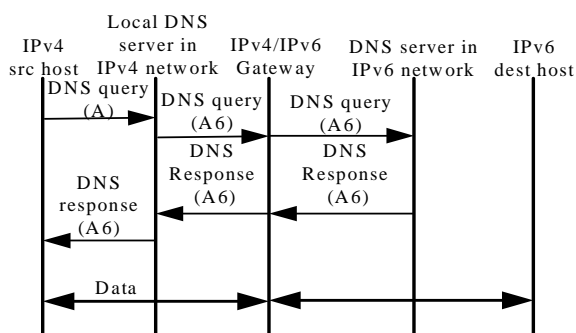 IPv4
src host
Local DNS
server in
IPv4 network
IPv4/IPv6
Gateway
DNS server in
IPv6 network
IPv6
dest host
DNS query
(A)
DNS query
(A6)
DNS query
(A6)
DNS
response
(A6)
DNS
Response
(A6)
DNS
Response
(A6)
Data